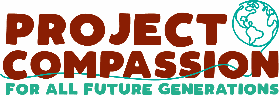 PROJECT
COMPASSION
FOR ALL FUTURE GENERATIONS